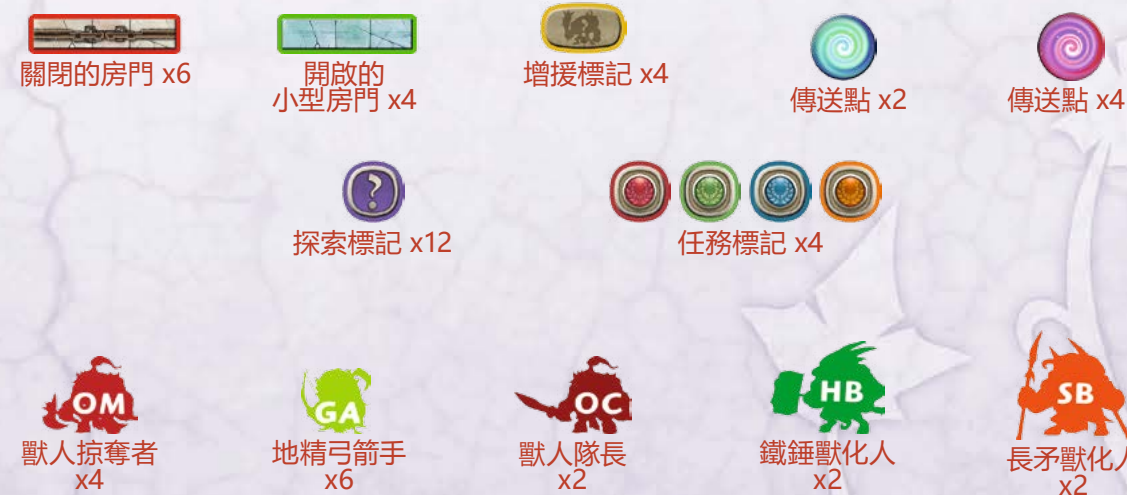 關閉的房門 x6
開啟的
小型房門 x4
增援標記 x4
傳送點 x2
傳送點 x4
?
探索標記 x12
任務標記 x4
OM
獸人掠奪者
x4
GA
地精弓箭手
x6
OC
獸人隊長
x2
HB
鐵錘獸化人
x2
SB
長矛獸化人
x2